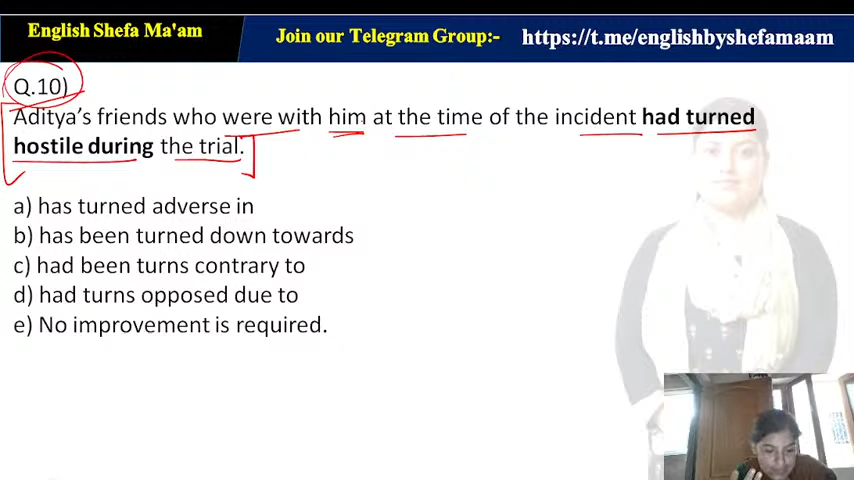 English Shefa Ma'am
Join our Telegram Group:- https://t.me/englishbyshefamaam
Q.10)
Aditya's friends who were with him at the time of the incident had turned
hostile during the trial.
a) has turned adverse in
b) has been turned down towards
c) had been turns contrary to
d) had turns opposed due to
e) No improvement is required.